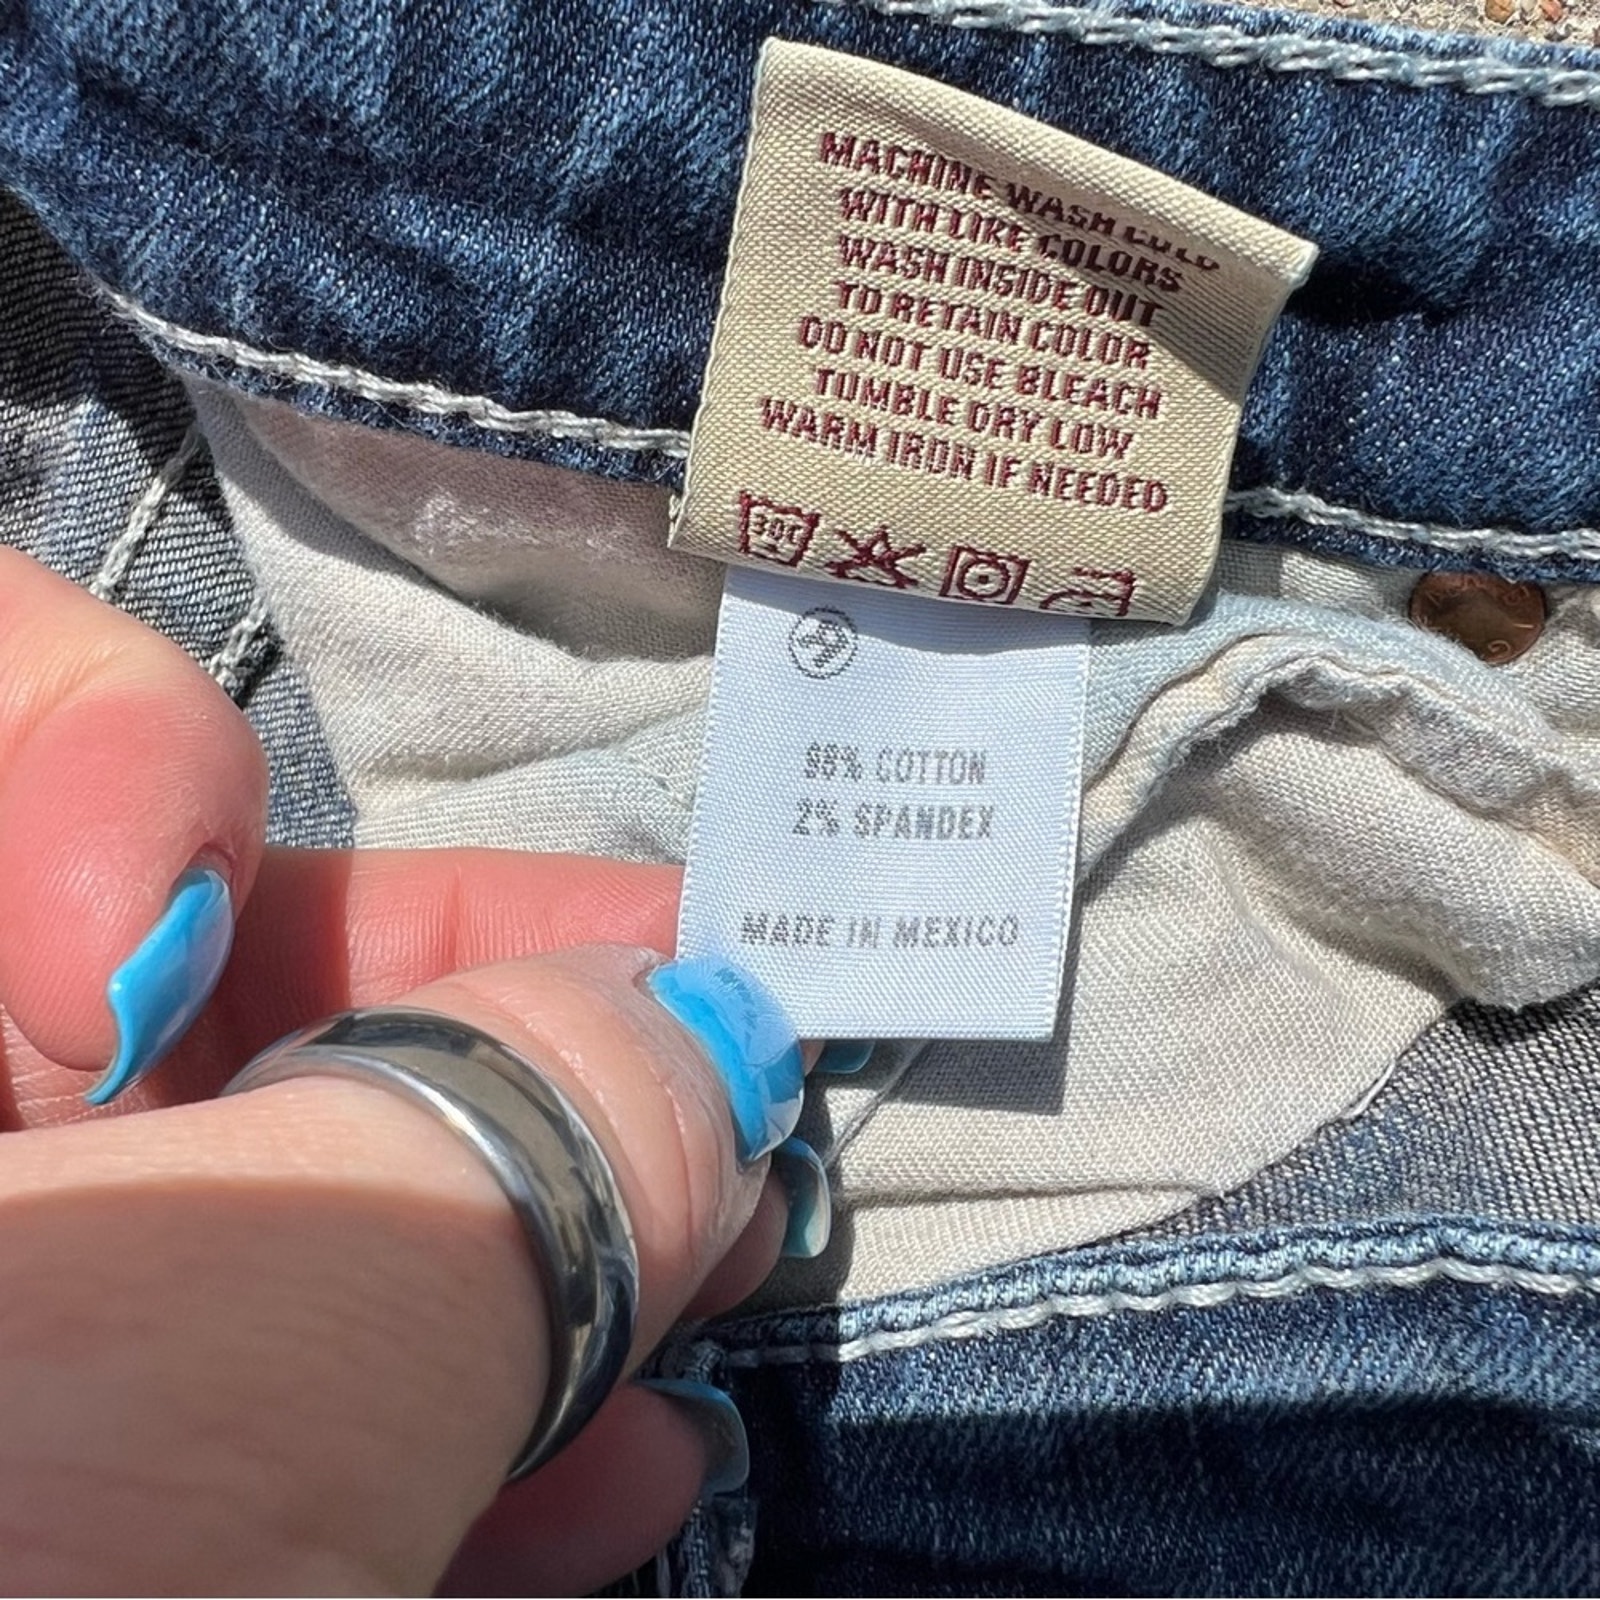 MACHINE WASH COLD
WITH LIKE COLORS
WASH INSIDE OUT
TO RETAIN COLOR
DO NOT USE BLEACH
TUMBLE DRY LOW
WARM IRON IF NEEDED
30C
98% COTTON
2% SPANDEX
MADE IN MEXICO